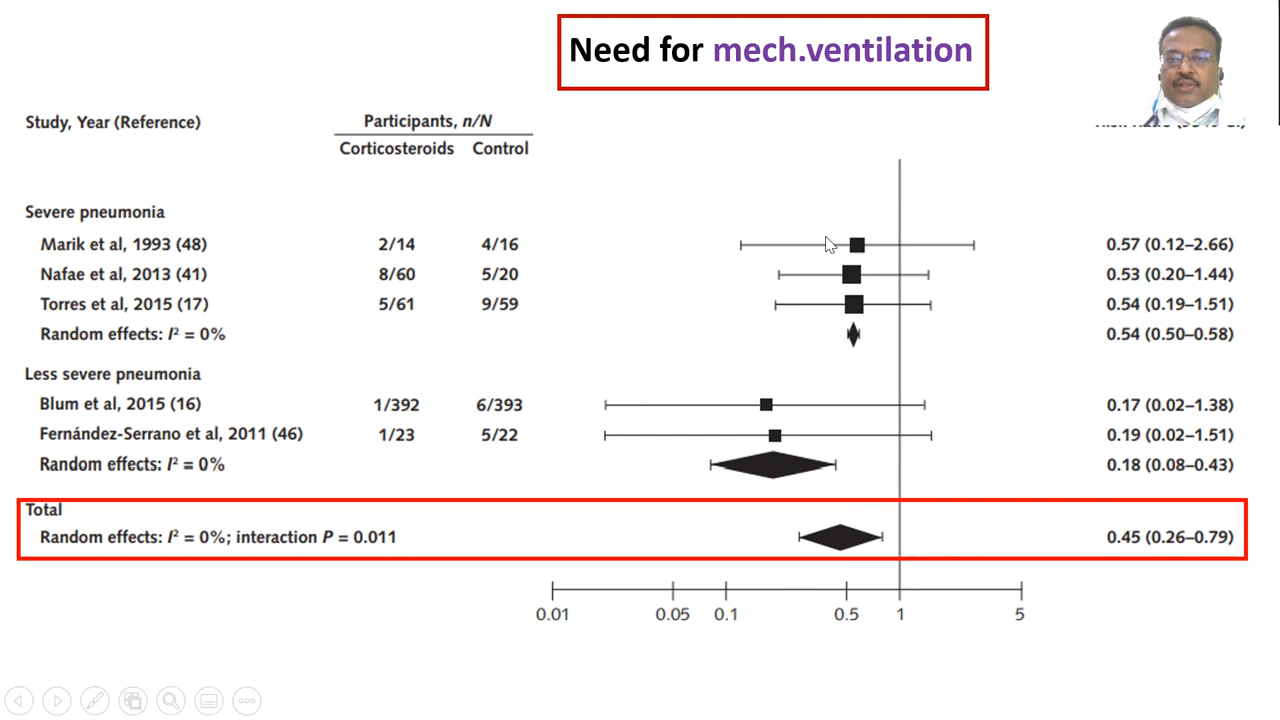 Need for mech.ventilation
Study, Year (Reference) Participants, n/N
Corticosteroids Control
Severe pneumonia
Marik et al, 1993 (48) 2/14 4/16 0.57 (0.12–2.66)
Nafae et al, 2013 (41) 8/60 5/20 0.53 (0.20–1.44)
Torres et al, 2015 (17) 5/61 9/59 0.54 (0.19–1.51)
Random effects: I² = 0% 0.54 (0.50–0.58)
Less severe pneumonia
Blum et al, 2015 (16) 1/392 6/393 0.17 (0.02–1.38)
Fernández-Serrano et al, 2011 (46) 1/23 5/22 0.19 (0.02–1.51)
Random effects: I² = 0% 0.18 (0.08–0.43)
Total
Random effects: I² = 0%; interaction P = 0.011 0.45 (0.26–0.79)
0.01 0.05 0.1 0.5 1 5